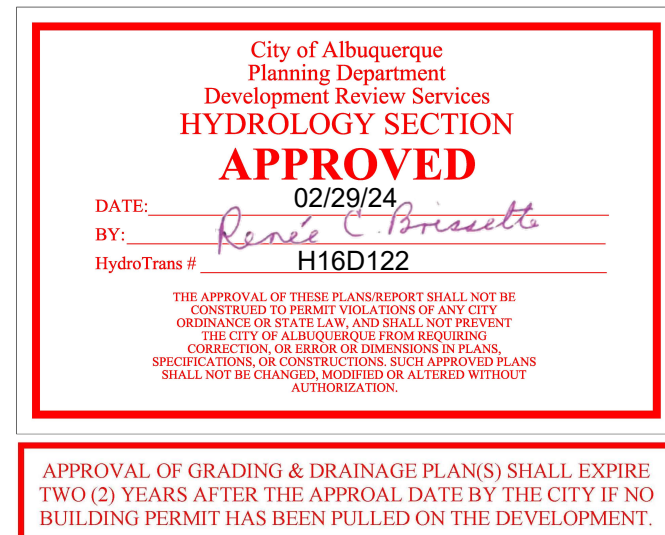 City of Albuquerque
Planning Department
Development Review Services
HYDROLOGY SECTION
APPROVED
DATE: 02/29/24
BY: Renée C. Brissette
HydroTrans # H16D122
THE APPROVAL OF THESE PLANS/REPORT SHALL NOT BE
CONSTRUED TO PERMIT VIOLATIONS OF ANY CITY
ORDINANCE OR STATE LAW, AND SHALL NOT PREVENT
THE CITY OF ALBUQUERQUE FROM REQUIRING
CORRECTION, OR ERROR OR DIMENSIONS IN PLANS,
SPECIFICATIONS, OR CONSTRUCTIONS. SUCH APPROVED PLANS
SHALL NOT BE CHANGED, MODIFIED OR ALTERED WITHOUT
AUTHORIZATION.
APPROVAL OF GRADING & DRAINAGE PLAN(S) SHALL EXPIRE
TWO (2) YEARS AFTER THE APPROAL DATE BY THE CITY IF NO
BUILDING PERMIT HAS BEEN PULLED ON THE DEVELOPMENT.